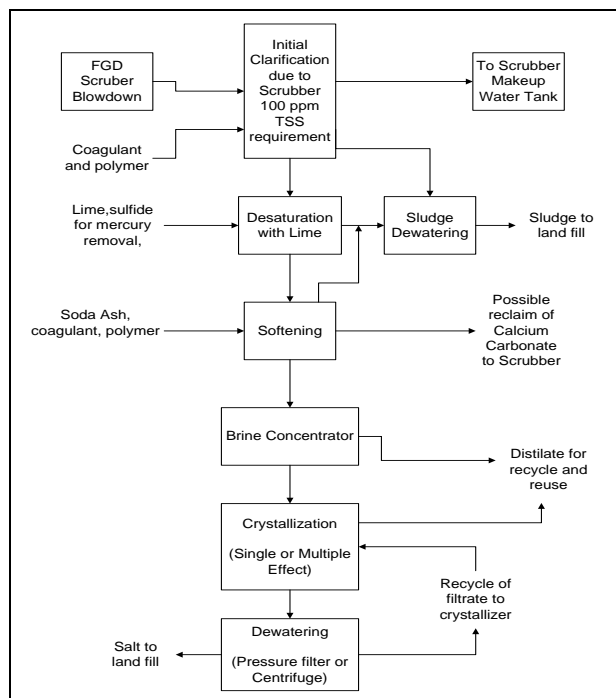 FGD
Scruber
Blowdown
Initial
Clarification
due to
Scrubber
100 ppm
TSS
requirement
To Scrubber
Makeup
Water Tank
Coagulant
and polymer
Lime,sulfide
for mercury
removal,
Desaturation
with Lime
Sludge
Dewatering
Sludge to
land fill
Soda Ash,
coagulant, polymer
Softening
Possible
reclaim of
Calcium
Carbonate
to Scrubber
Brine Concentrator
Distilate for
recycle and
reuse
Crystallization
(Single or Multiple
Effect)
Recycle of
filtrate to
crystallizer
Salt to
land fill
Dewatering
(Pressure filter or
Centrifuge)